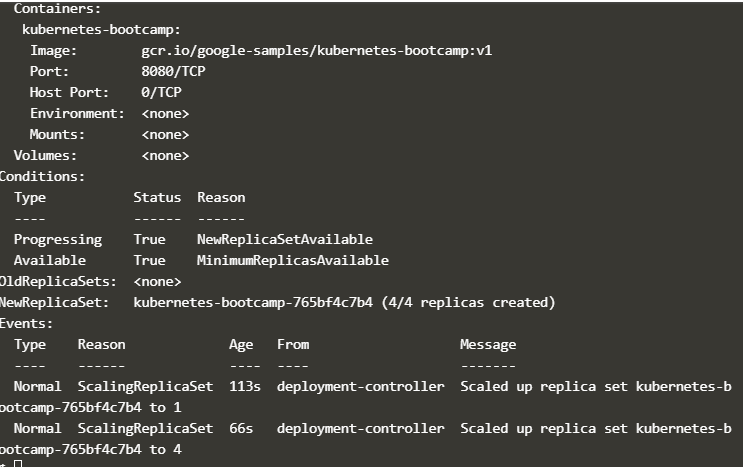 Containers:
kubernetes-bootcamp:
Image: gcr.io/google-samples/kubernetes-bootcamp:v1
Port: 8080/TCP
Host Port: 0/TCP
Environment: <none>
Mounts: <none>
Volumes: <none>
Conditions:
Type Status Reason
---- ------ ------
Progressing True NewReplicaSetAvailable
Available True MinimumReplicasAvailable
OldReplicaSets: <none>
NewReplicaSet: kubernetes-bootcamp-765bf4c7b4 (4/4 replicas created)
Events:
Type Reason Age From Message
---- ------ ---- ---- -------
Normal ScalingReplicaSet 113s deployment-controller Scaled up replica set kubernetes-b
ootcamp-765bf4c7b4 to 1
Normal ScalingReplicaSet 66s deployment-controller Scaled up replica set kubernetes-b
ootcamp-765bf4c7b4 to 4